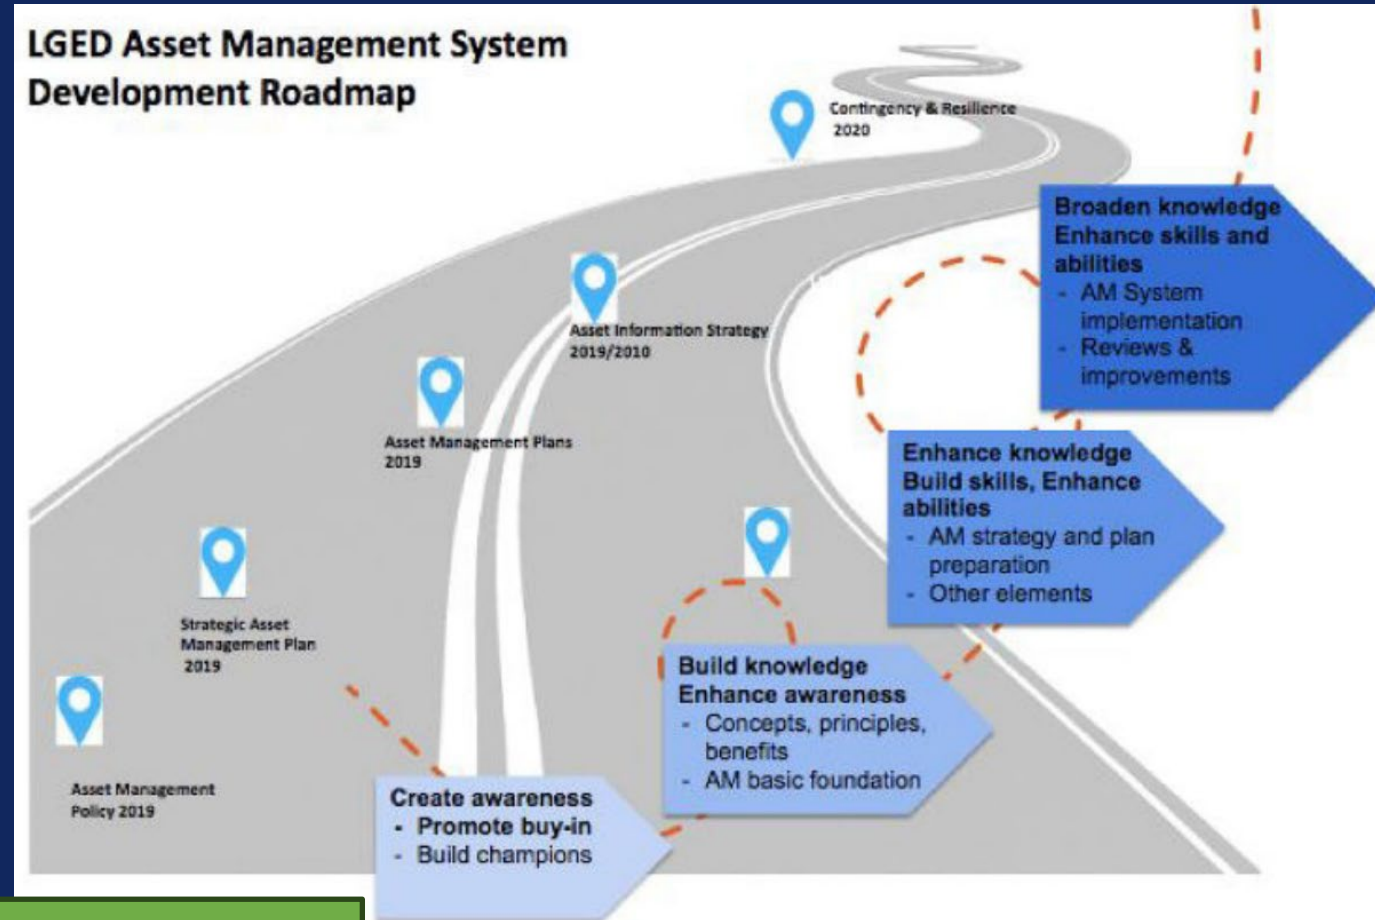 LGED Asset Management System
Development Roadmap
Contingency & Resilience
2020
Asset Information Strategy
2019/2010
Asset Management Plans
2019
Strategic Asset
Management Plan
2019
Asset Management
Policy 2019
Create awareness
- Promote buy-in
- Build champions
Build knowledge
Enhance awareness
- Concepts, principles,
benefits
- AM basic foundation
Enhance knowledge
Build skills, Enhance
abilities
- AM strategy and plan
preparation
- Other elements
Broaden knowledge
Enhance skills and
abilities
- AM System
implementation
- Reviews &
improvements